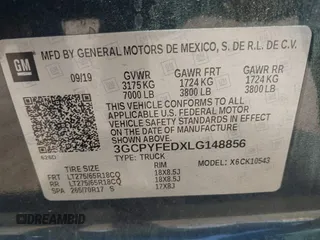 GM
MFD BY GENERAL MOTORS DE MEXICO, S. DE R.L. DE C.V.
09/19 GVWR GAWR FRT GAWR RR
3175 KG 1724 KG 1724 KG
7000 LB 3800 LB 3800 LB
THIS VEHICLE CONFORMS TO ALL APPLICABLE
U.S. FEDERAL MOTOR VEHICLE SAFETY
STANDARDS IN EFFECT ON THE DATE OF
MANUFACTURE SHOWN ABOVE.
3GCPYFEDXLG148856
TYPE: TRUCK MODEL: X6CK10543
TIRE SIZE RIM
FRT LT275/65R18CQ 18X8.5J
RR LT275/65R18CQ 18X8.5J
SPA 265/70R17 S 17X8J
DIAMONDBID